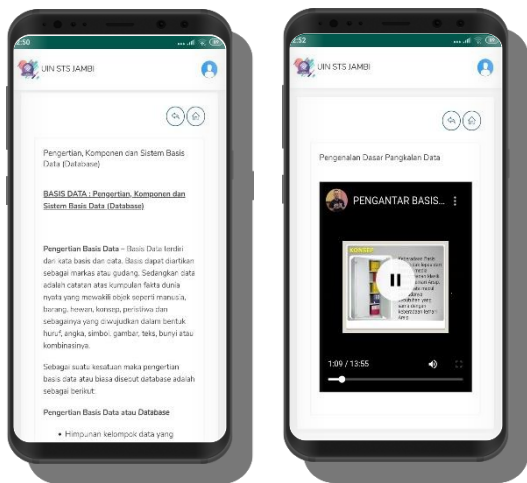 2:50
UIN STS JAMBI
Pengertian, Komponen dan Sistem Basis
Data (Database)
BASIS DATA : Pengertian, Komponen dan
Sistem Basis Data (Database)
Pengertian Basis Data – Basis Data terdiri
dari kata basis dan data. Basis dapat diartikan
sebagai markas atau gudang. Sedangkan data
adalah catatan atas kumpulan fakta dunia
nyata yang mewakili objek seperti manusia,
barang, hewan, konsep, peristiwa dan
sebagainya yang diwujudkan dalam bentuk
huruf, angka, simbol, gambar, teks, bunyi atau
kombinasinya.
Sebagai suatu kesatuan maka pengertian
basis data atau biasa disebut database adalah
sebagai berikut:
Pengertian Basis Data atau Database
• Himpunan kelompok data yang
2:52
UIN STS JAMBI
Pengenalan Dasar Pangkalan Data
PENGANTAR BASIS...
KONSEP
1:09 / 13:55